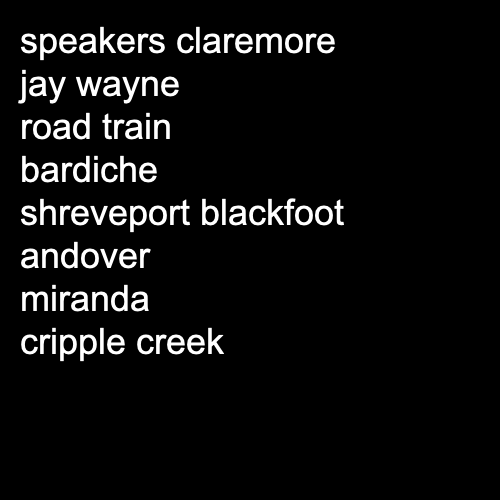 speakers claremore
jay wayne
road train
bardiche
shreveport blackfoot
andover
miranda
cripple creek